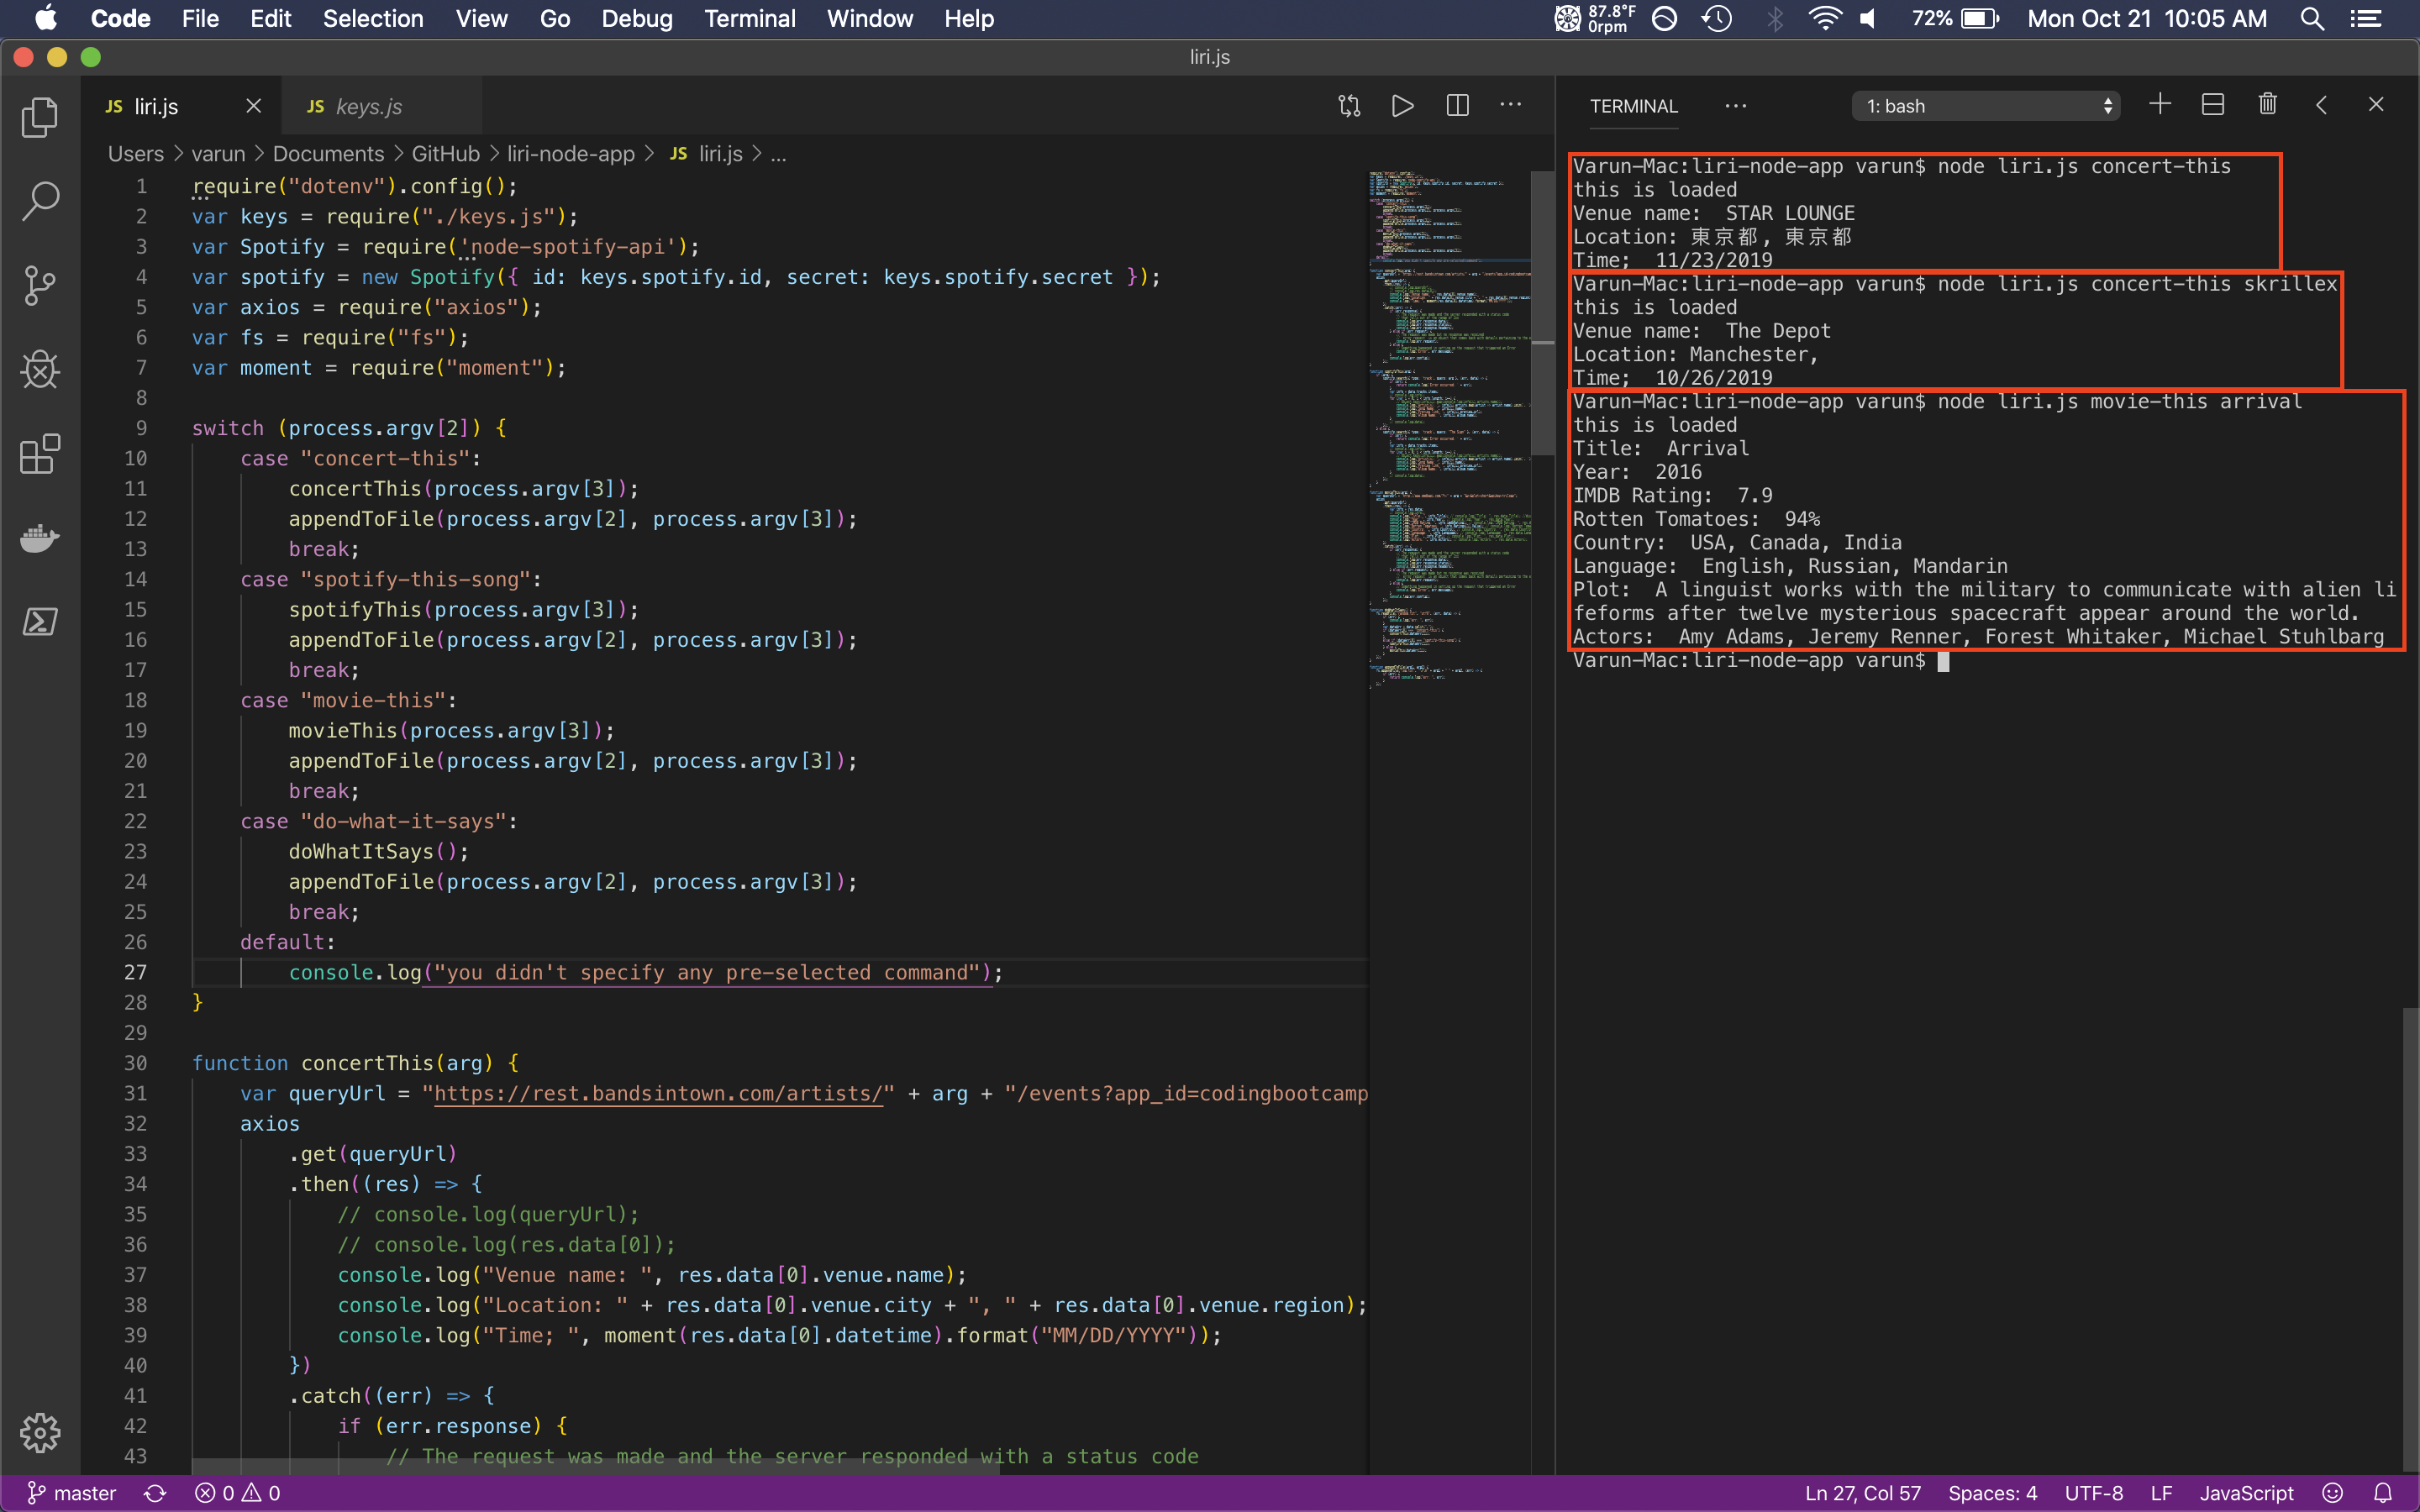 Code File Edit Selection View Go Debug Terminal Window Help
87.8°F
0rpm
72% Mon Oct 21 10:05 AM
liri.js
JS liri.js
JS keys.js
Users > varun > Documents > GitHub > liri-node-app > JS liri.js > ...
1 require("dotenv").config();
2 var keys = require("./keys.js");
3 var Spotify = require('node-spotify-api');
4 var spotify = new Spotify({ id: keys.spotify.id, secret: keys.spotify.secret });
5 var axios = require("axios");
6 var fs = require("fs");
7 var moment = require("moment");
8
9 switch (process.argv[2]) {
10 case "concert-this":
11 concertThis(process.argv[3]);
12 appendToFile(process.argv[2], process.argv[3]);
13 break;
14 case "spotify-this-song":
15 spotifyThis(process.argv[3]);
16 appendToFile(process.argv[2], process.argv[3]);
17 break;
18 case "movie-this":
19 movieThis(process.argv[3]);
20 appendToFile(process.argv[2], process.argv[3]);
21 break;
22 case "do-what-it-says":
23 doWhatItSays();
24 appendToFile(process.argv[2], process.argv[3]);
25 break;
26 default:
27 console.log("you didn't specify any pre-selected command");
28 }
29
30 function concertThis(arg) {
31 var queryUrl = "https://rest.bandsintown.com/artists/" + arg + "/events?app_id=codingbootcamp
32 axios
33 .get(queryUrl)
34 .then((res) => {
35 // console.log(queryUrl);
36 // console.log(res.data[0]);
37 console.log("Venue name: ", res.data[0].venue.name);
38 console.log("Location: " + res.data[0].venue.city + ", " + res.data[0].venue.region);
39 console.log("Time; ", moment(res.data[0].datetime).format("MM/DD/YYYY"));
40 })
41 .catch((err) => {
42 if (err.response) {
43 // The request was made and the server responded with a status code
TERMINAL ... 1: bash
Varun-Mac:liri-node-app varun$ node liri.js concert-this
this is loaded
Venue name:  STAR LOUNGE
Location: 東京都, 東京都
Time;  11/23/2019
Varun-Mac:liri-node-app varun$ node liri.js concert-this skrillex
this is loaded
Venue name:  The Depot
Location: Manchester,
Time;  10/26/2019
Varun-Mac:liri-node-app varun$ node liri.js movie-this arrival
this is loaded
Title:  Arrival
Year:  2016
IMDB Rating:  7.9
Rotten Tomatoes:  94%
Country:  USA, Canada, India
Language:  English, Russian, Mandarin
Plot:  A linguist works with the military to communicate with alien li
feforms after twelve mysterious spacecraft appear around the world.
Actors:  Amy Adams, Jeremy Renner, Forest Whitaker, Michael Stuhlbarg
Varun-Mac:liri-node-app varun$
master 0 0 Ln 27, Col 57 Spaces: 4 UTF-8 LF JavaScript